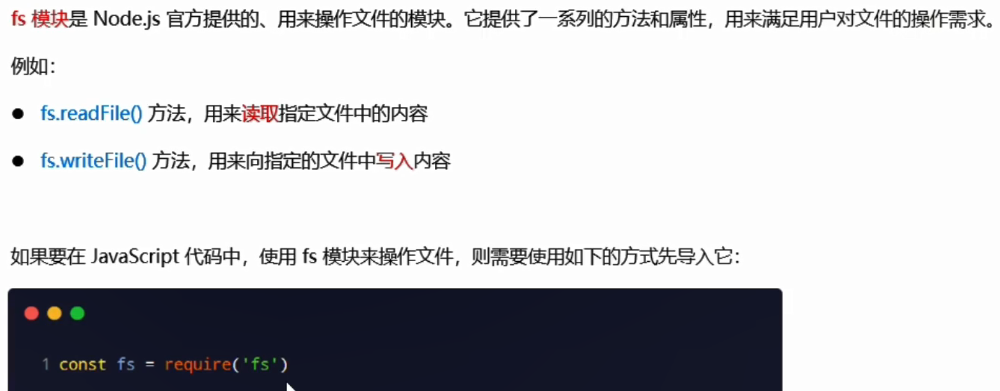 fs 模块是 Node.js 官方提供的、用来操作文件的模块。它提供了一系列的方法和属性，用来满足用户对文件的操作需求。
例如：
● fs.readFile() 方法，用来读取指定文件中的内容
● fs.writeFile() 方法，用来向指定的文件中写入内容
如果要在 JavaScript 代码中，使用 fs 模块来操作文件，则需要使用如下的方式先导入它：
1 const fs = require('fs')